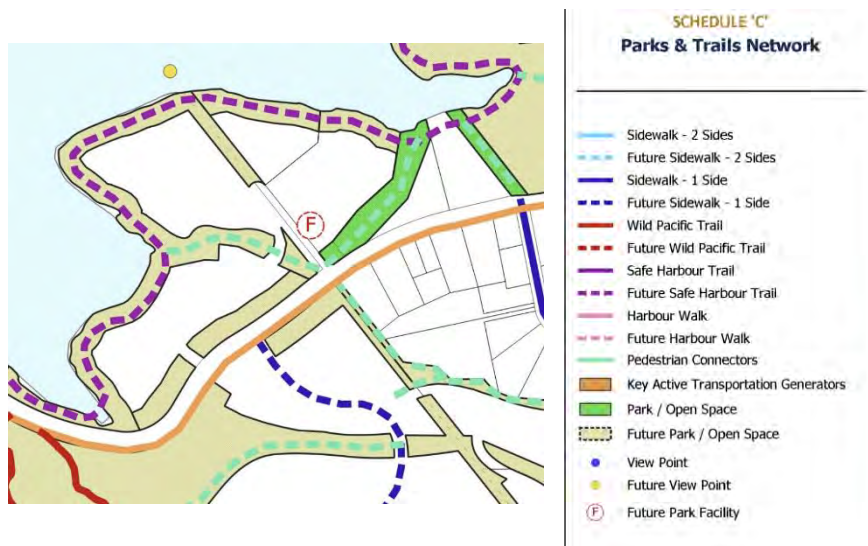 F
SCHEDULE 'C'
Parks & Trails Network
Sidewalk - 2 Sides
Future Sidewalk - 2 Sides
Sidewalk - 1 Side
Future Sidewalk - 1 Side
Wild Pacific Trail
Future Wild Pacific Trail
Safe Harbour Trail
Future Safe Harbour Trail
Harbour Walk
Future Harbour Walk
Pedestrian Connectors
Key Active Transportation Generators
Park / Open Space
Future Park / Open Space
View Point
Future View Point
F Future Park Facility